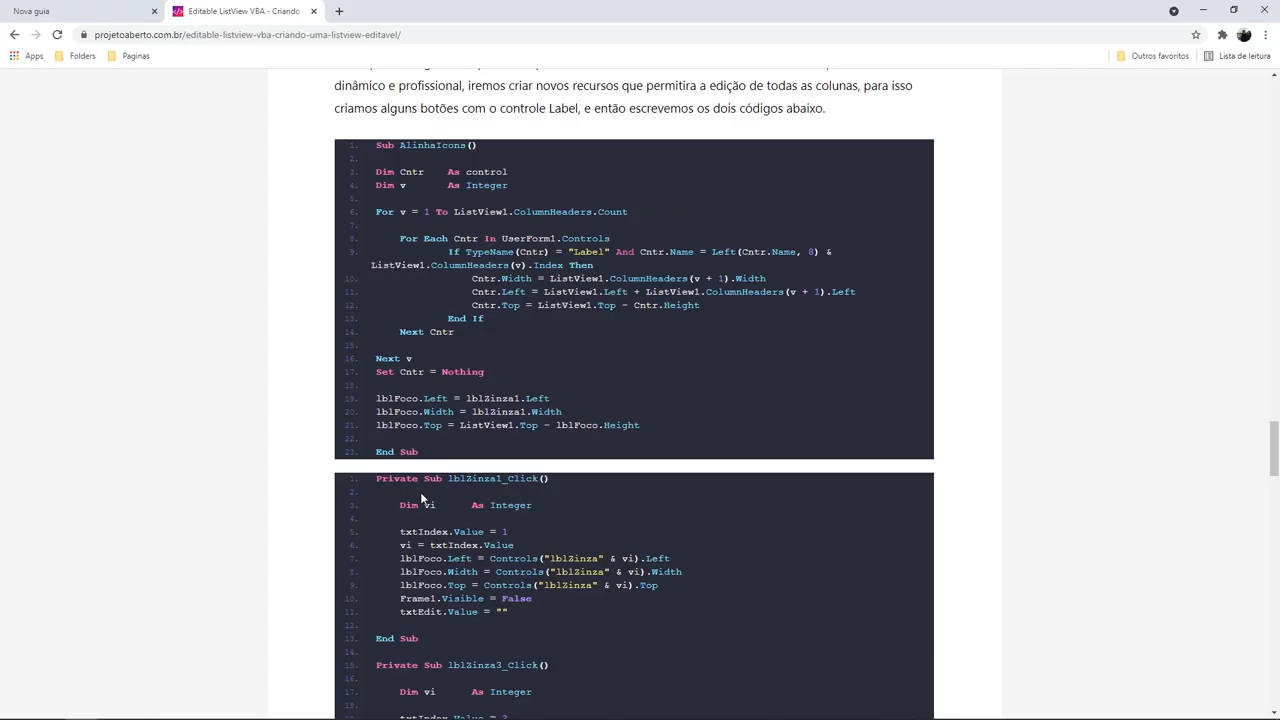 Nova guia
Editable ListView VBA - Criando
projetoaberto.com.br/editable-listview-vba-criando-uma-listview-editavel/
Apps
Folders
Paginas
Outros favoritos
Lista de leitura
dinâmico e profissional, iremos criar novos recursos que permitira a edição de todas as colunas, para isso
criamos alguns botões com o controle Label, e então escrevemos os dois códigos abaixo.
1. Sub AlinhaIcons()
2.
3. Dim Cntr As control
4. Dim v As Integer
5.
6. For v = 1 To ListView1.ColumnHeaders.Count
7.
8. For Each Cntr In UserForm1.Controls
9. If TypeName(Cntr) = "Label" And Cntr.Name = Left(Cntr.Name, 8) &
ListView1.ColumnHeaders(v).Index Then
10. Cntr.Width = ListView1.ColumnHeaders(v + 1).Width
11. Cntr.Left = ListView1.Left + ListView1.ColumnHeaders(v + 1).Left
12. Cntr.Top = ListView1.Top - Cntr.Height
13. End If
14. Next Cntr
15.
16. Next v
17. Set Cntr = Nothing
18.
19. lblFoco.Left = lblZinza1.Left
20. lblFoco.Width = lblZinza1.Width
21. lblFoco.Top = ListView1.Top - lblFoco.Height
22.
23. End Sub
1. Private Sub lblZinza1_Click()
2.
3. Dim vi As Integer
4.
5. txtIndex.Value = 1
6. vi = txtIndex.Value
7. lblFoco.Left = Controls("lblZinza" & vi).Left
8. lblFoco.Width = Controls("lblZinza" & vi).Width
9. lblFoco.Top = Controls("lblZinza" & vi).Top
10. Frame1.Visible = False
11. txtEdit.Value = ""
12.
13. End Sub
14.
15. Private Sub lblZinza3_Click()
16.
17. Dim vi As Integer
18.